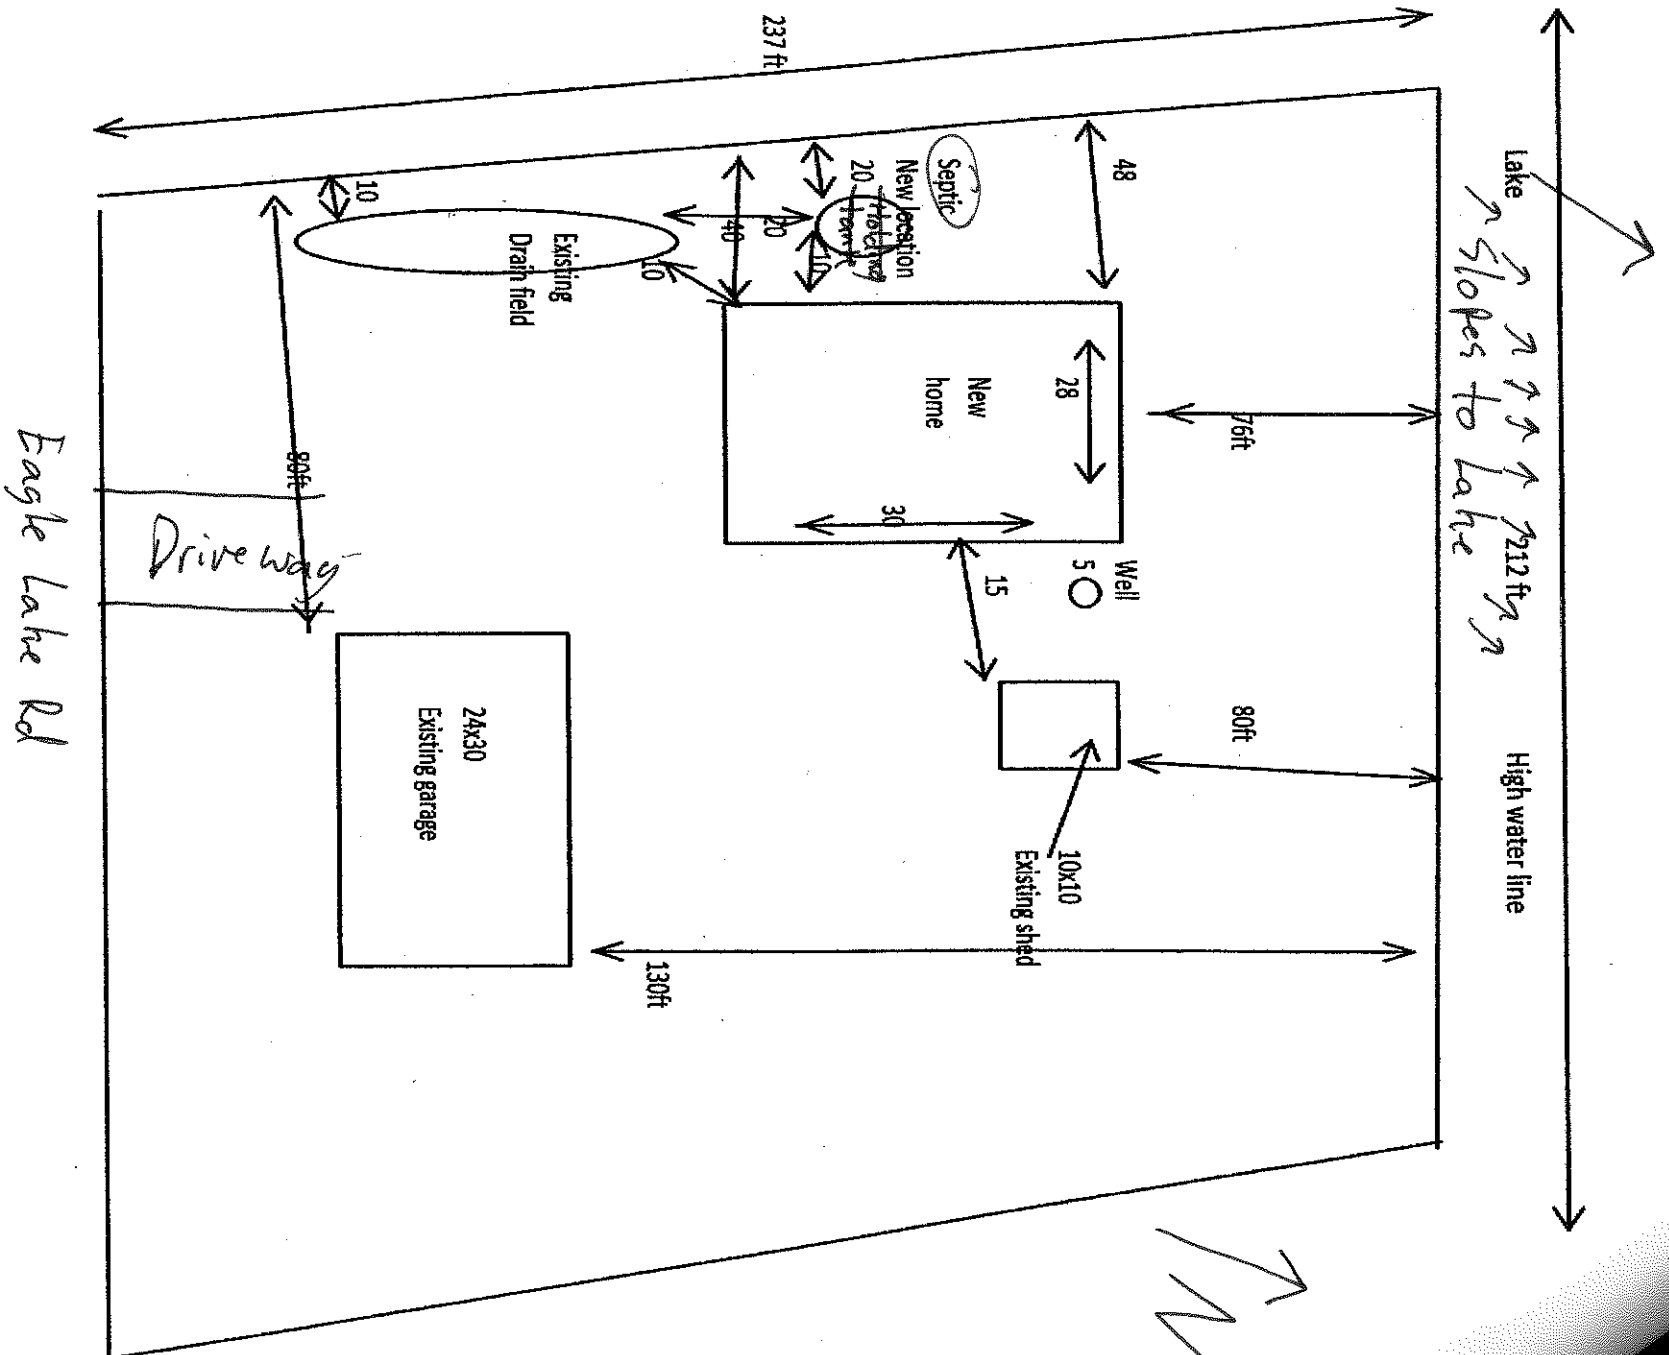 Lake
High water line
212 ft
Slopes to Lake
237 ft
48
76ft
80ft
Septic
New location
20
Holding
tank
10
20
40
10
10
Existing
Drain field
New
home
28
30
Well
5
15
10x10
Existing shed
130ft
24x30
Existing garage
80ft
Driveway
Eagle Lake Rd
N